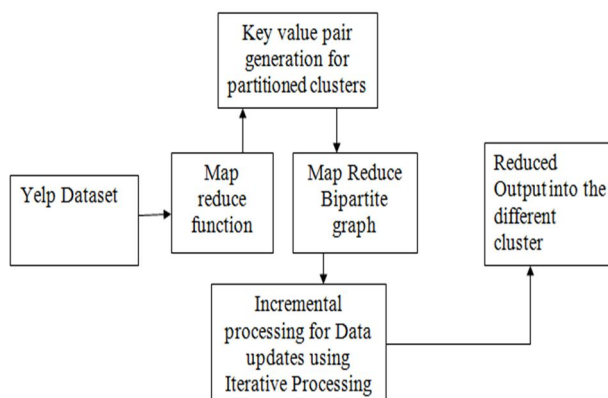 Key value pair
generation for
partitioned clusters
Yelp Dataset
Map
reduce
function
Map Reduce
Bipartite
graph
Reduced
Output into the
different
cluster
Incremental
processing for Data
updates using
Iterative Processing